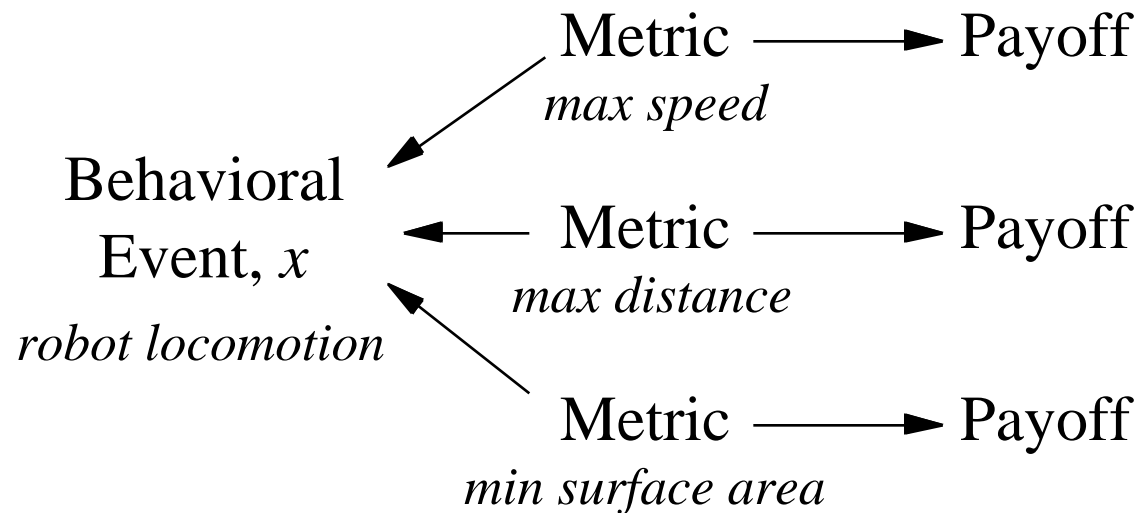 Behavioral
Event, x
robot locomotion
Metric
max speed
Payoff
Metric
max distance
Payoff
Metric
min surface area
Payoff